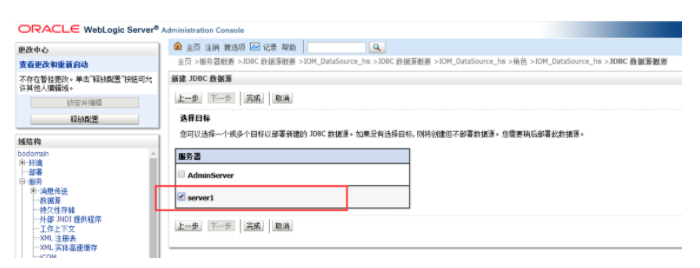 ORACLE WebLogic Server® Administration Console
更改中心
查看更改和重新启动
不存在暂挂更改。单击"释放配置"按钮可允许其他人编辑域。
锁定并编辑
释放配置
域结构
bodomain
环境
部署
服务
消息传送
数据源
持久性存储
外部 JNDI 提供程序
工作上下文
XML 注册表
XML 实体高速缓存
jCOM
主页 注销 首选项 记录 帮助
主页 >服务器概要 >JDBC 数据源概要 >IOM_DataSource_his >JDBC 数据源概要 >IOM_DataSource_his >角色 >IOM_DataSource_his >JDBC 数据源概要
新建 JDBC 数据源
上一步 下一步 完成 取消
选择目标
您可以选择一个或多个目标以部署新建的 JDBC 数据源。如果没有选择目标, 则将创建但不部署数据源。您需要稍后部署此数据源。
服务器
AdminServer
server1
上一步 下一步 完成 取消